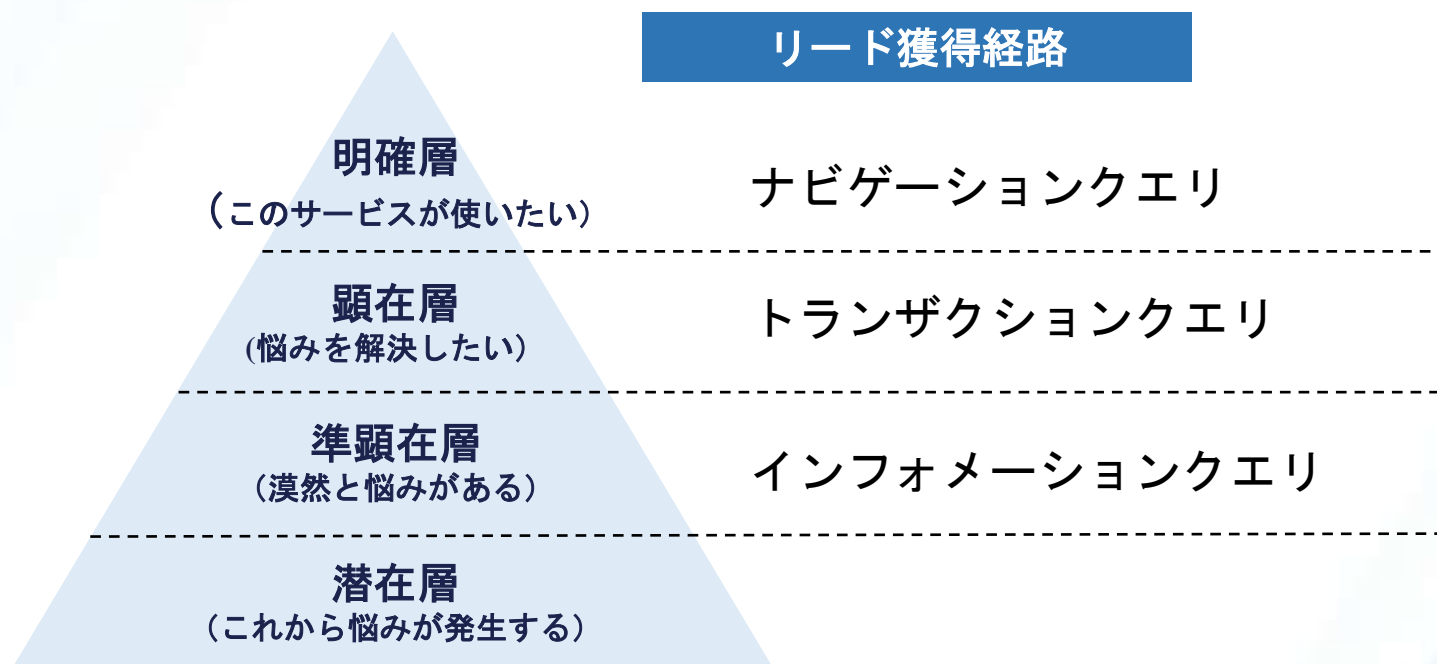 リード獲得経路
明確層
（このサービスが使いたい）
ナビゲーションクエリ
顕在層
(悩みを解決したい）
トランザクションクエリ
準顕在層
（漠然と悩みがある）
インフォメーションクエリ
潜在層
（これから悩みが発生する）